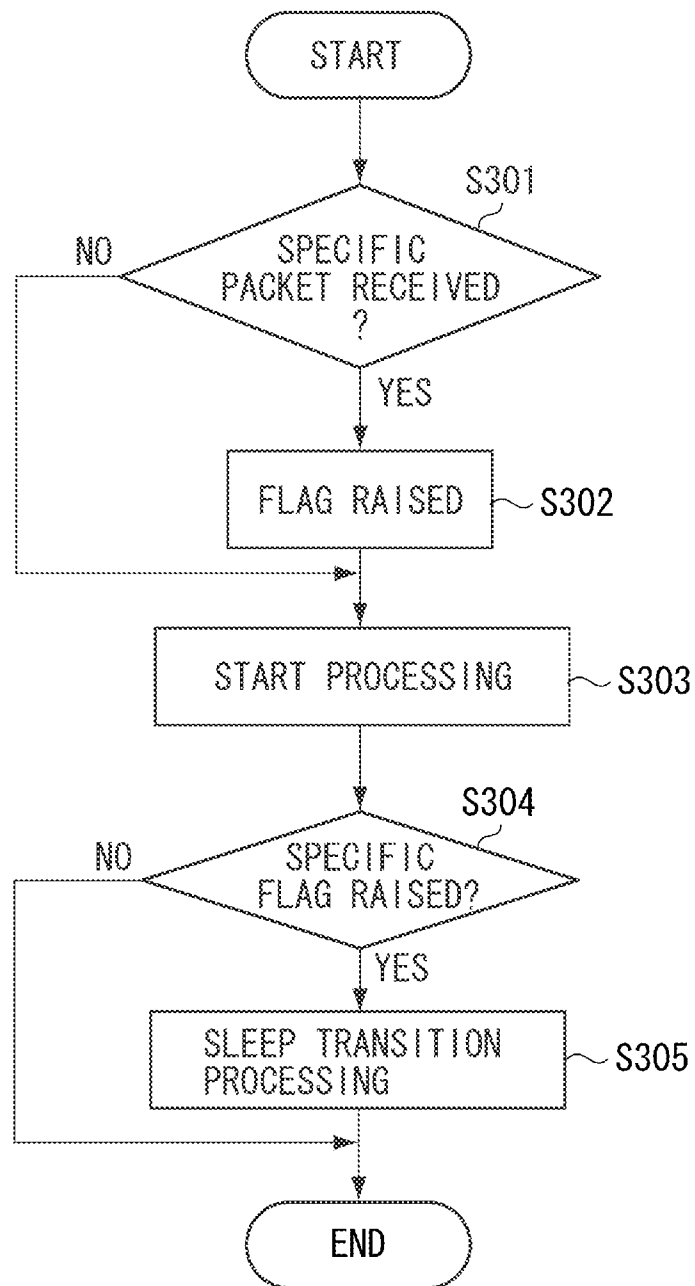 START
S301
NO
SPECIFIC
PACKET RECEIVED
?
YES
FLAG RAISED
S302
START PROCESSING
S303
S304
NO
SPECIFIC
FLAG RAISED?
YES
SLEEP TRANSITION
PROCESSING
S305
END